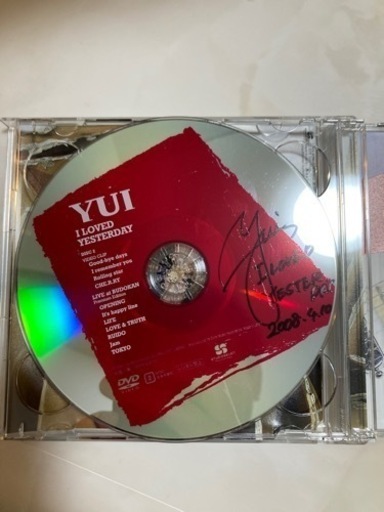 YUI
I LOVED
YESTERDAY
DISC 2
VIDEO CLIP
Good-bye days
I remember you
Rolling star
CHE.R.RY
LIVE at BUDOKAN
OPENING
It's happy line
LIFE
LOVE & TRUTH
RUIDO
Jam
TOKYO
DVD
Yui
I LOVED
YESTERDAY
2008.4.10